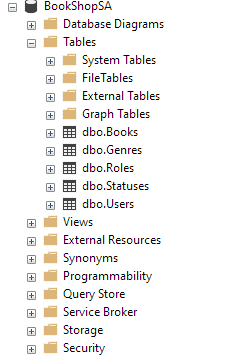 BookShopSA
Database Diagrams
Tables
System Tables
FileTables
External Tables
Graph Tables
dbo.Books
dbo.Genres
dbo.Roles
dbo.Statuses
dbo.Users
Views
External Resources
Synonyms
Programmability
Query Store
Service Broker
Storage
Security